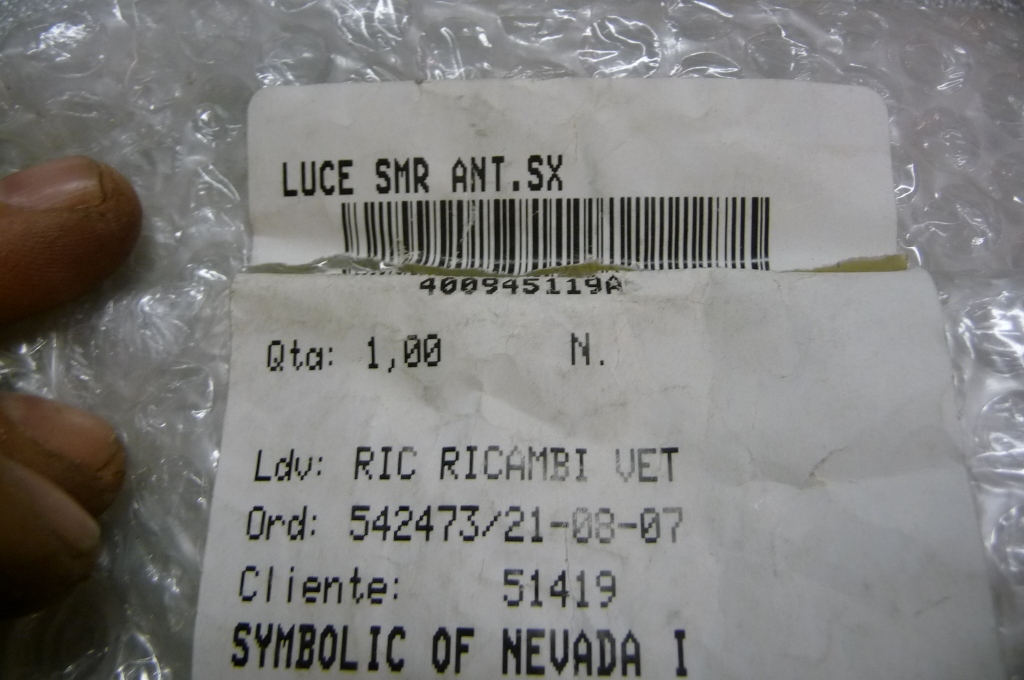 LUCE SMR ANT.SX
400945119A
Qta: 1,00 N.
Ldv: RIC RICAMBI VET
Ord: 542473/21-08-07
Cliente: 51419
SYMBOLIC OF NEVADA I